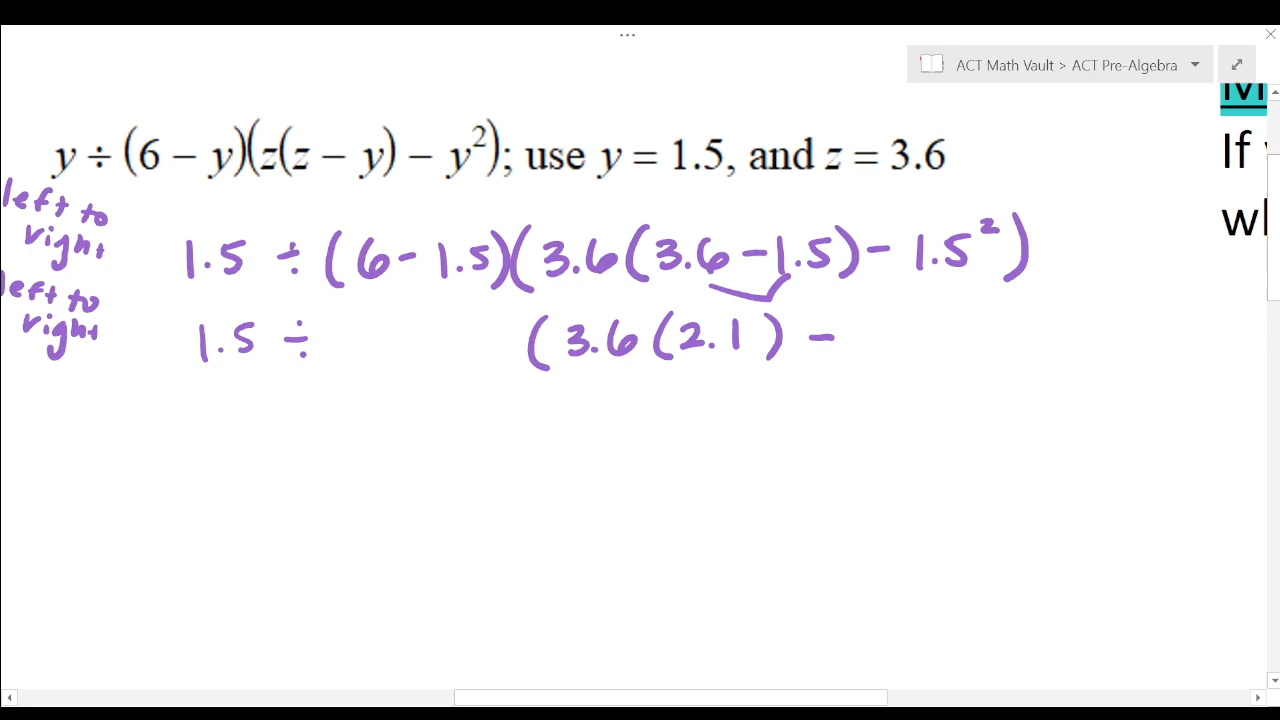 ...
ACT Math Vault > ACT Pre-Algebra
y ÷ (6 − y)(z(z − y) − y²); use y = 1.5, and z = 3.6
If
left to
right
1.5 ÷ (6 - 1.5)(3.6(3.6 - 1.5) - 1.5²)
left to
right
1.5 ÷ (3.6(2.1) -